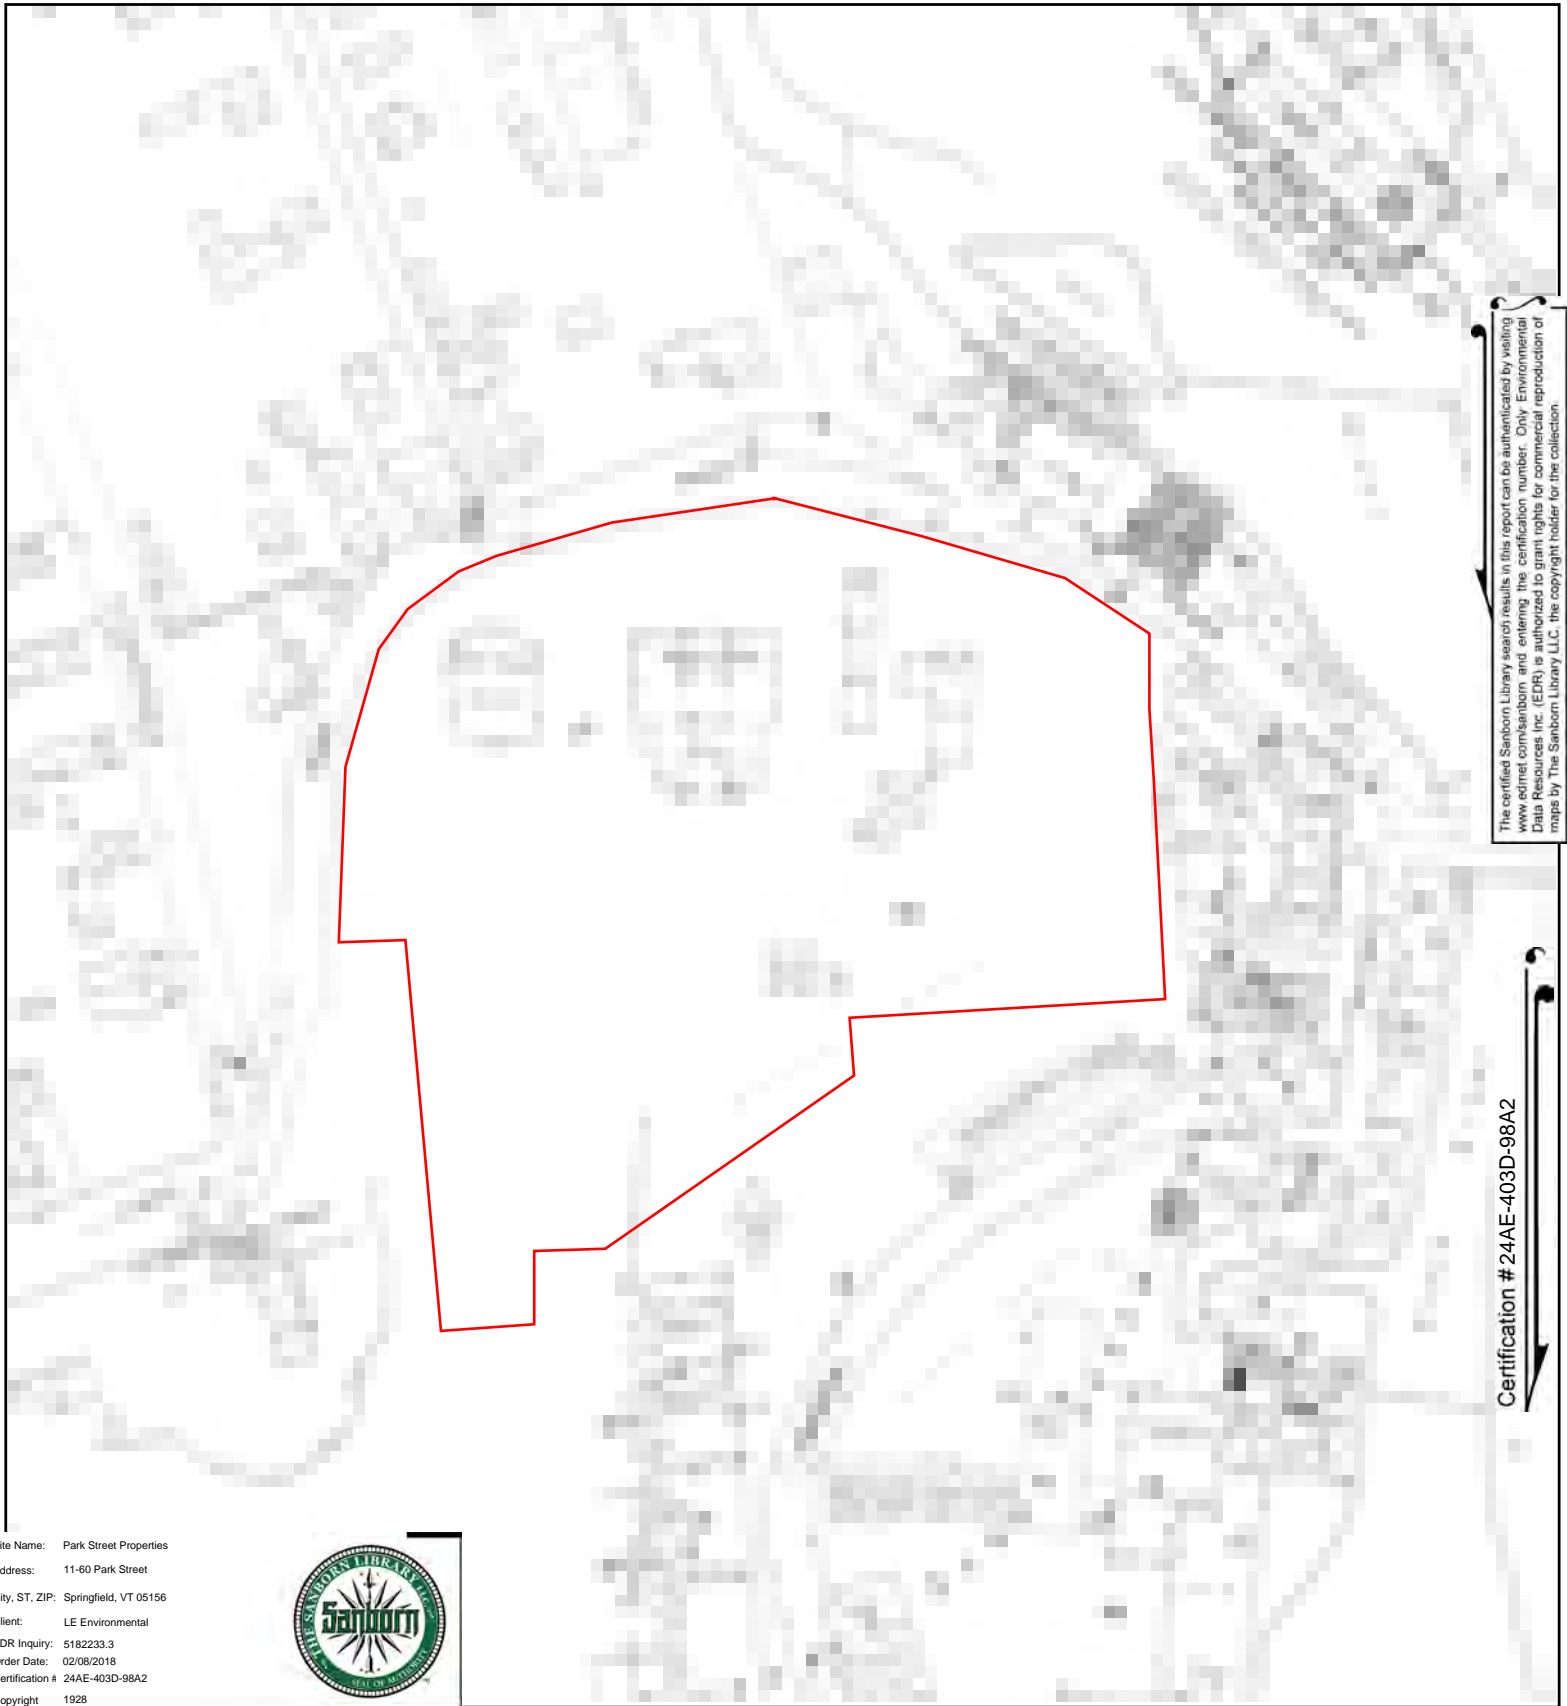 The certified Sanborn Library search results in this report can be authenticated by visiting
www.edrnet.com/sanborn and entering the certification number. Only Environmental
Data Resources Inc. (EDR) is authorized to grant rights for commercial reproduction of
maps by The Sanborn Library LLC, the copyright holder for the collection.
Certification # 24AE-403D-98A2
ite Name: Park Street Properties
ddress: 11-60 Park Street
ity, ST, ZIP: Springfield, VT 05156
lient: LE Environmental
DR Inquiry: 5182233.3
rder Date: 02/08/2018
ertification # 24AE-403D-98A2
opyright 1928
THE SANBORN LIBRARY, LLC
Sanborn
SEAL OF AUTHORITY